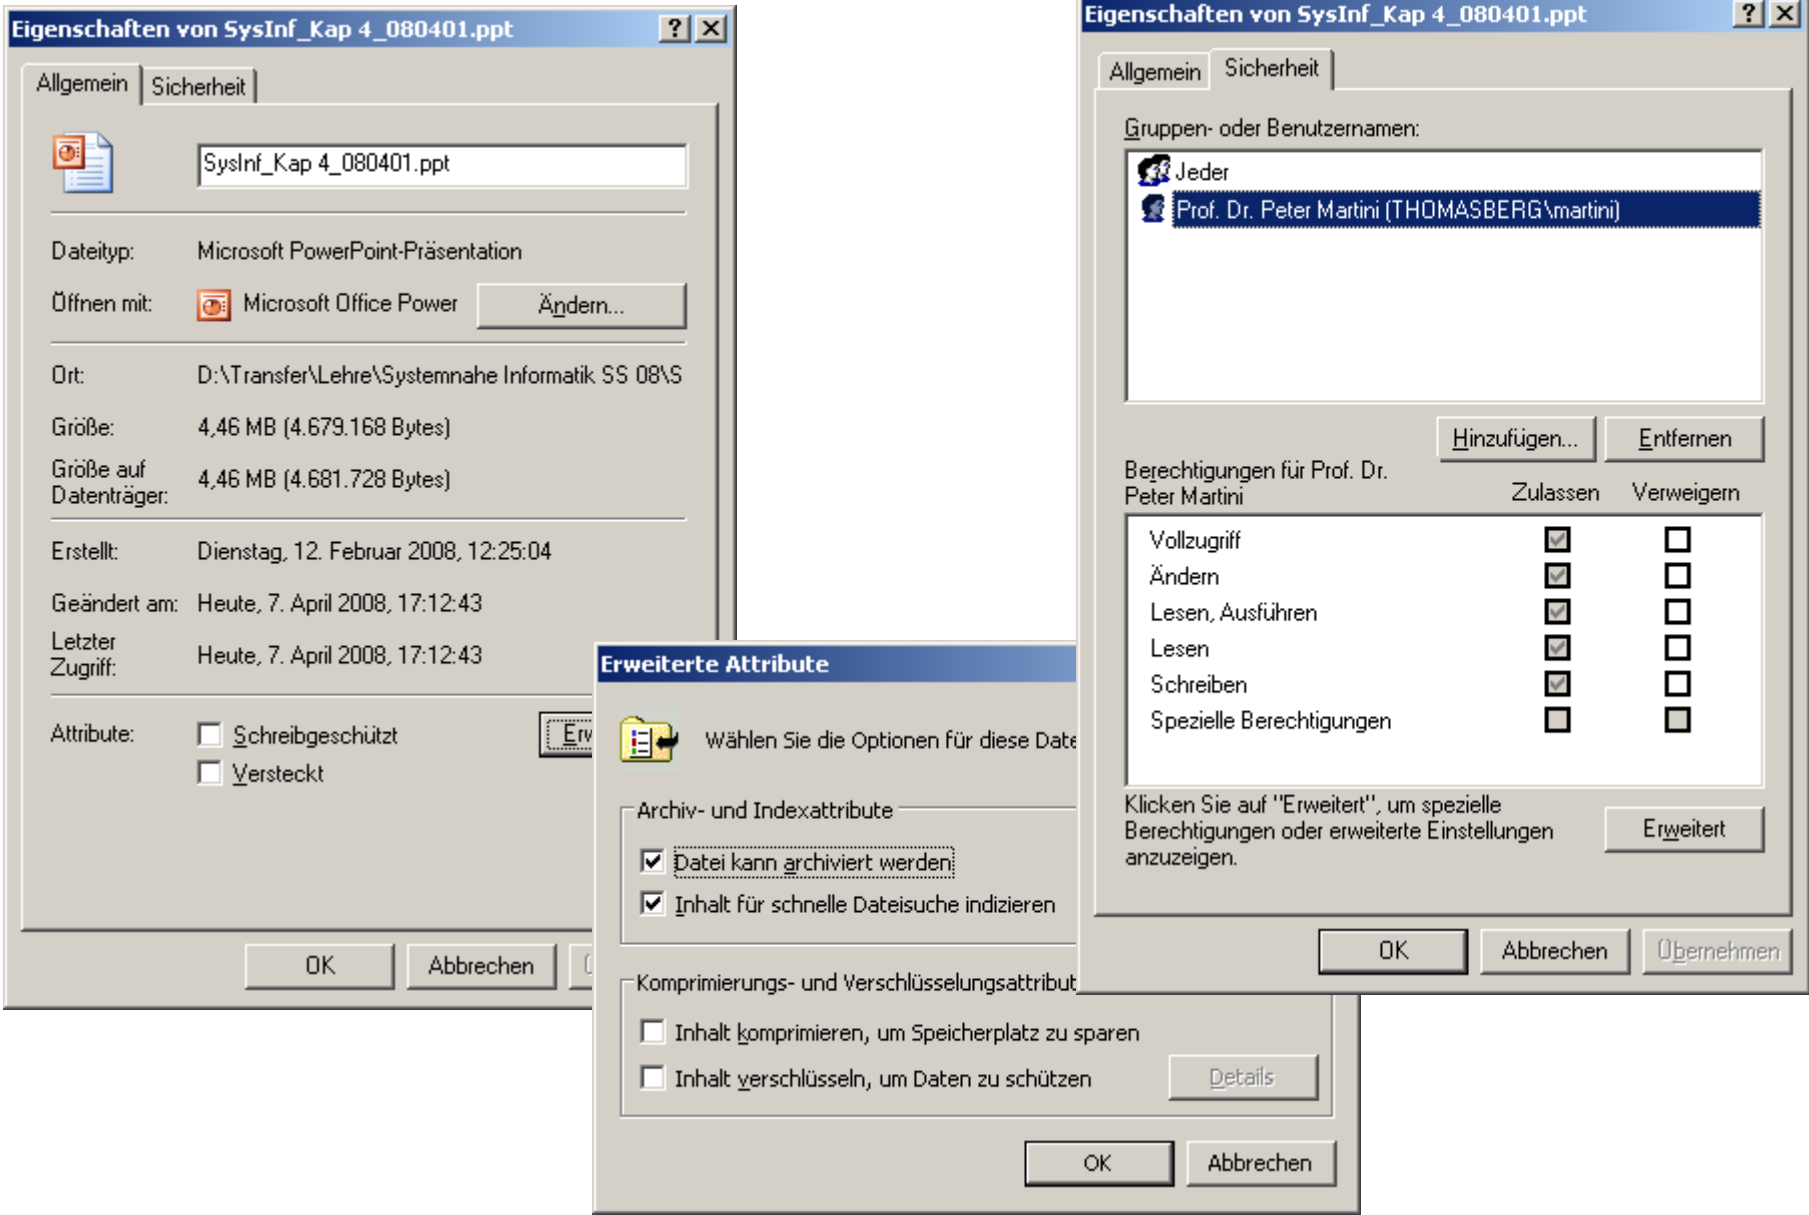 Eigenschaften von SysInf_Kap 4_080401.ppt
Allgemein
Sicherheit
SysInf_Kap 4_080401.ppt
Dateityp: Microsoft PowerPoint-Präsentation
Öffnen mit: Microsoft Office Power
Ändern...
Ort: D:\Transfer\Lehre\Systemnahe Informatik SS 08\S
Größe: 4,46 MB (4.679.168 Bytes)
Größe auf
Datenträger: 4,46 MB (4.681.728 Bytes)
Erstellt: Dienstag, 12. Februar 2008, 12:25:04
Geändert am: Heute, 7. April 2008, 17:12:43
Letzter
Zugriff: Heute, 7. April 2008, 17:12:43
Attribute: Schreibgeschützt
Versteckt
OK
Abbrechen
Erweiterte Attribute
Wählen Sie die Optionen für diese Date
Archiv- und Indexattribute
Datei kann archiviert werden
Inhalt für schnelle Dateisuche indizieren
Komprimierungs- und Verschlüsselungsattribut
Inhalt komprimieren, um Speicherplatz zu sparen
Inhalt verschlüsseln, um Daten zu schützen
Details
OK
Abbrechen
Eigenschaften von SysInf_Kap 4_080401.ppt
Allgemein
Sicherheit
Gruppen- oder Benutzernamen:
Jeder
Prof. Dr. Peter Martini (THOMASBERG\martini)
Hinzufügen...
Entfernen
Berechtigungen für Prof. Dr.
Peter Martini
Zulassen Verweigern
Vollzugriff
Ändern
Lesen, Ausführen
Lesen
Schreiben
Spezielle Berechtigungen
Klicken Sie auf "Erweitert", um spezielle
Berechtigungen oder erweiterte Einstellungen
anzuzeigen.
Erweitert
OK
Abbrechen
Übernehmen